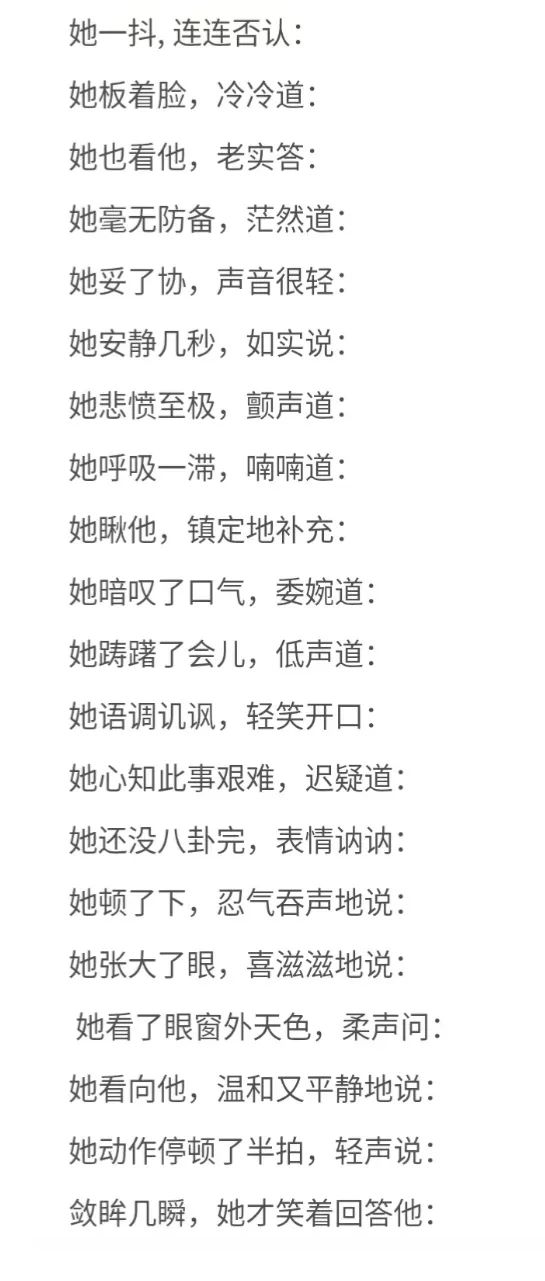 她一抖, 连连否认：
她板着脸，冷冷道：
她也看他，老实答：
她毫无防备，茫然道：
她妥了协，声音很轻：
她安静几秒，如实说：
她悲愤至极，颤声道：
她呼吸一滞，喃喃道：
她瞅他，镇定地补充：
她暗叹了口气，委婉道：
她踌躇了会儿，低声道：
她语调讥讽，轻笑开口：
她心知此事艰难，迟疑道：
她还没八卦完，表情讷讷：
她顿了下，忍气吞声地说：
她张大了眼，喜滋滋地说：
她看了眼窗外天色，柔声问：
她看向他，温和又平静地说：
她动作停顿了半拍，轻声说：
敛眸几瞬，她才笑着回答他：